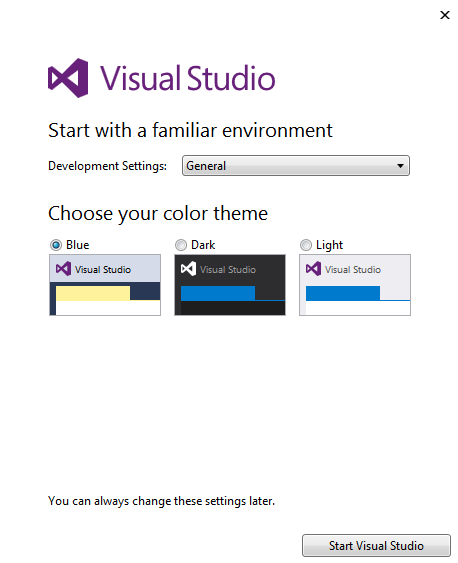 Visual Studio
Start with a familiar environment
Development Settings: General
Choose your color theme
Blue Dark Light
Visual Studio Visual Studio Visual Studio
You can always change these settings later.
Start Visual Studio